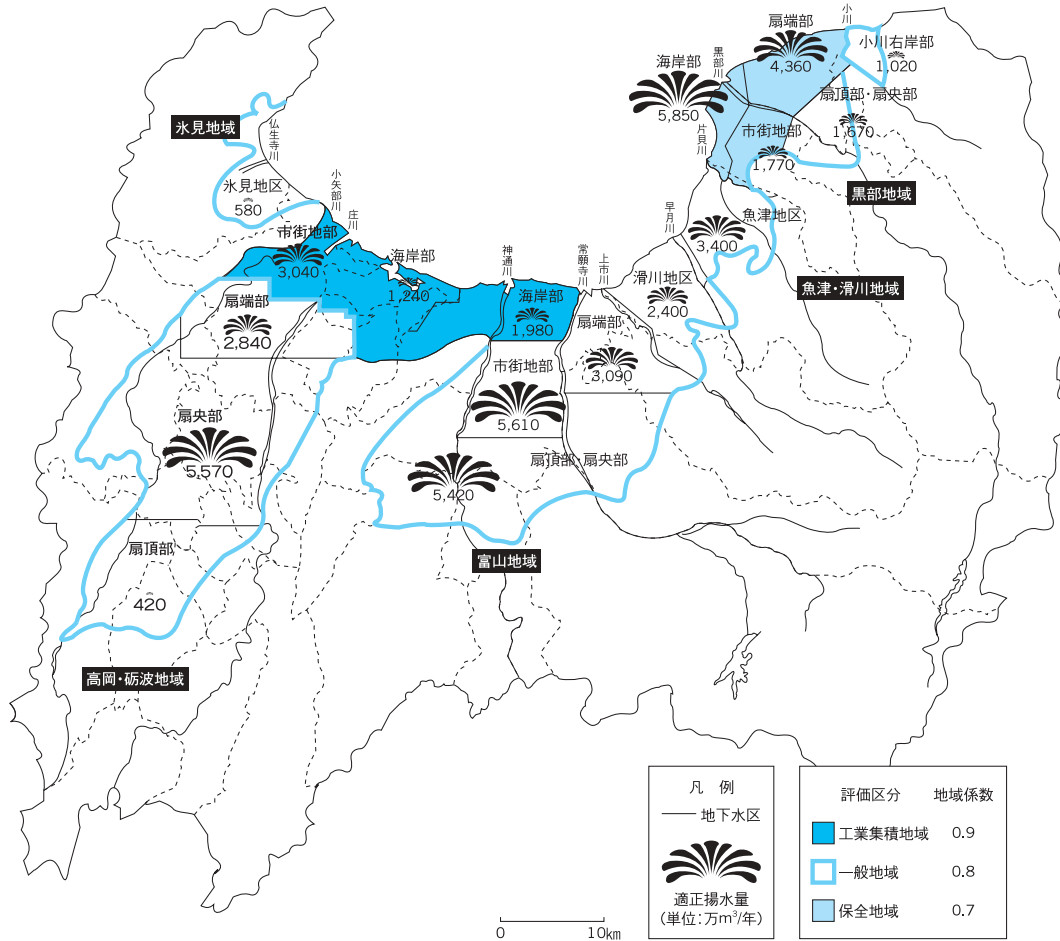 小川
扇端部
4,360
小川右岸部
1,020
黒部川
海岸部
5,850
扇頂部・扇央部
1,670
市街地部
1,770
片貝川
黒部地域
氷見地域
仏生寺川
氷見地区
580
小矢部川
庄川
市街地部
3,040
海岸部
1,240
神通川
海岸部
1,980
常願寺川
上市川
早月川
魚津地区
3,400
滑川地区
2,400
魚津・滑川地域
扇端部
2,840
扇端部
3,090
市街地部
5,610
扇央部
5,570
扇頂部・扇央部
5,420
扇頂部
420
富山地域
高岡・砺波地域
凡 例
地下水区
適正揚水量
(単位:万m³/年)
評価区分 地域係数
工業集積地域 0.9
一般地域 0.8
保全地域 0.7
0 10km